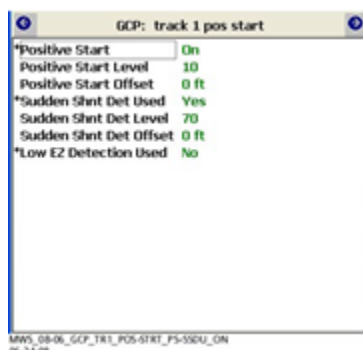 GCP: track 1 pos start
*Positive Start On
Positive Start Level 10
Positive Start Offset 0 ft
*Sudden Shnt Det Used Yes
Sudden Shnt Det Level 70
Sudden Shnt Det Offset 0 ft
*Low EZ Detection Used No
MWS_08-06_GCP_TR1_POS-STRT_PS-SSDU_ON